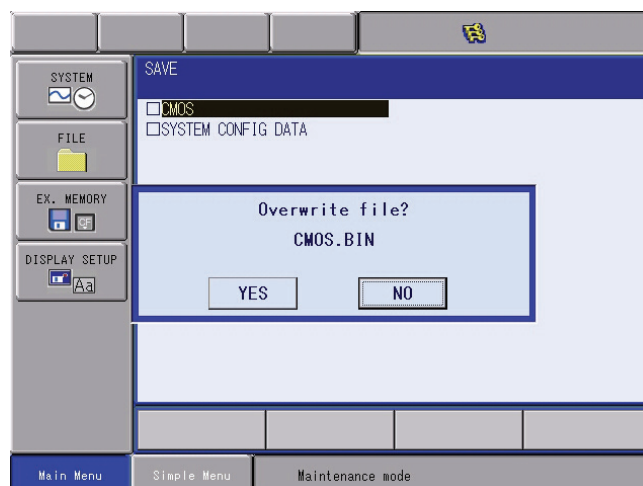 SYSTEM
FILE
EX. MEMORY
CF
DISPLAY SETUP
Aa
SAVE
CMOS
SYSTEM CONFIG DATA
Overwrite file?
CMOS.BIN
YES
NO
Main Menu
Simple Menu
Maintenance mode